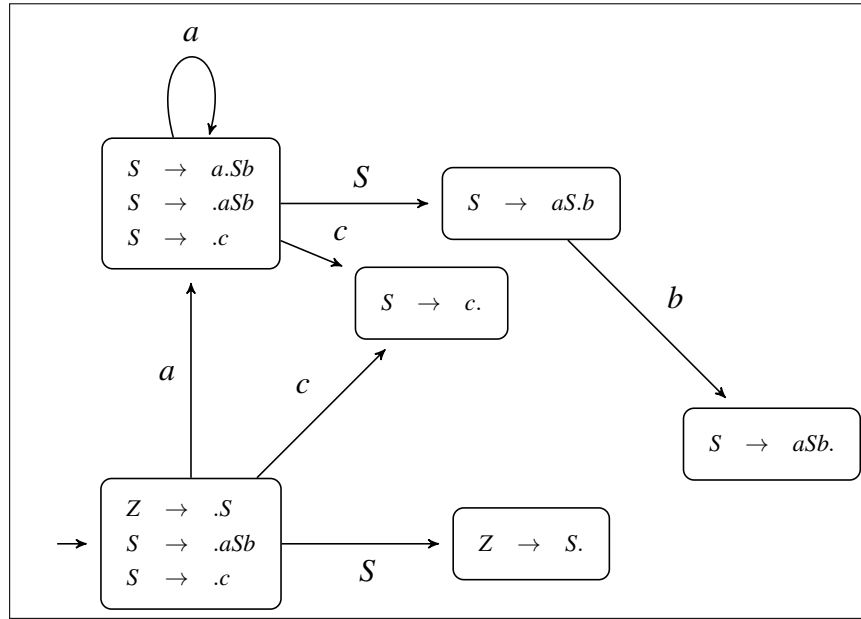 a
S → a.Sb
S → .aSb
S → .c
S
S → aS.b
c
S → c.
b
a
c
S → aSb.
Z → .S
S → .aSb
S → .c
S
Z → S.